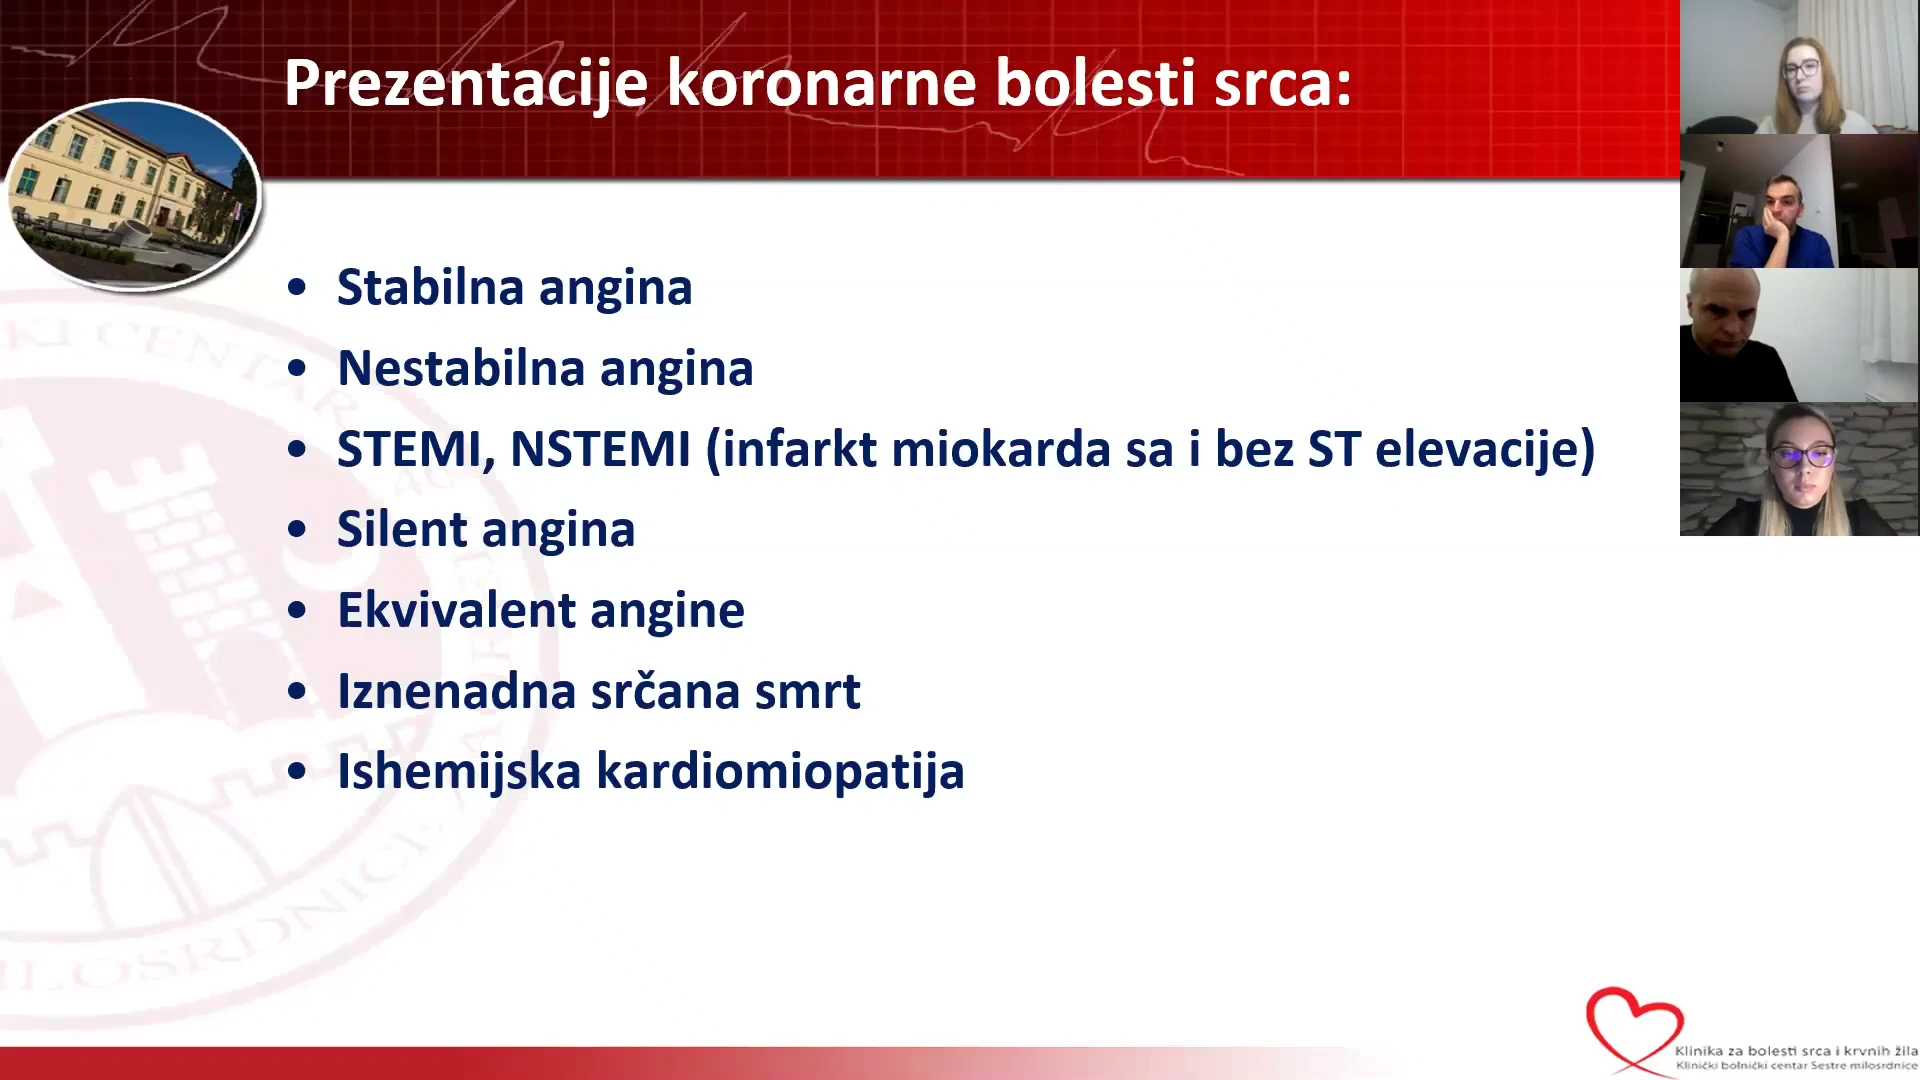 Prezentacije koronarne bolesti srca:
• Stabilna angina
• Nestabilna angina
• STEMI, NSTEMI (infarkt miokarda sa i bez ST elevacije)
• Silent angina
• Ekvivalent angine
• Iznenadna srčana smrt
• Ishemijska kardiomiopatija
Klinika za bolesti srca i krvnih žila
Klinički bolnički centar Sestre milosrdnice